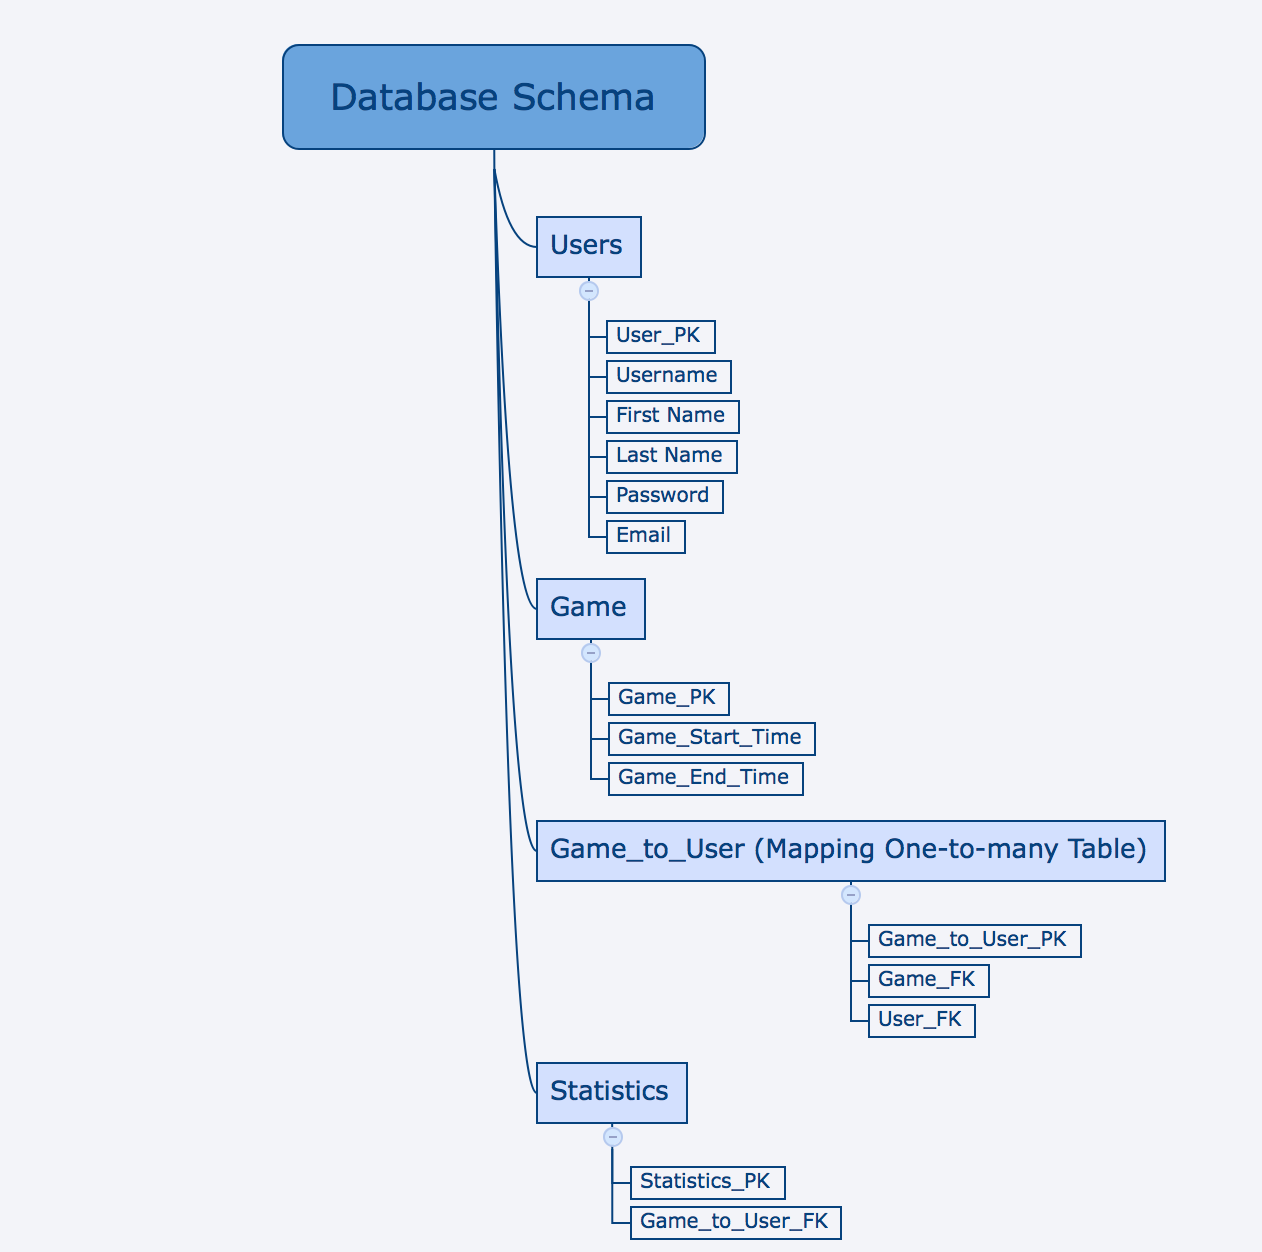 Database Schema
Users
User_PK
Username
First Name
Last Name
Password
Email
Game
Game_PK
Game_Start_Time
Game_End_Time
Game_to_User (Mapping One-to-many Table)
Game_to_User_PK
Game_FK
User_FK
Statistics
Statistics_PK
Game_to_User_FK